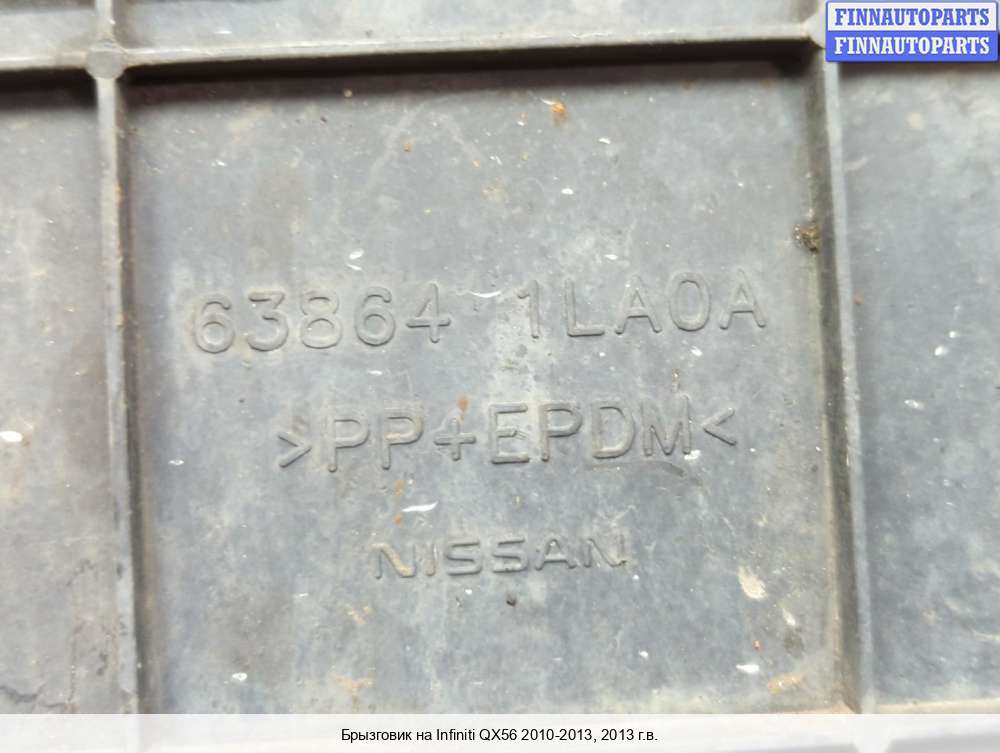 FINNAUTOPARTS
FINNAUTOPARTS
63864 1LA0A
>PP+EPDM<
NISSAN
Брызговик на Infiniti QX56 2010-2013, 2013 г.в.